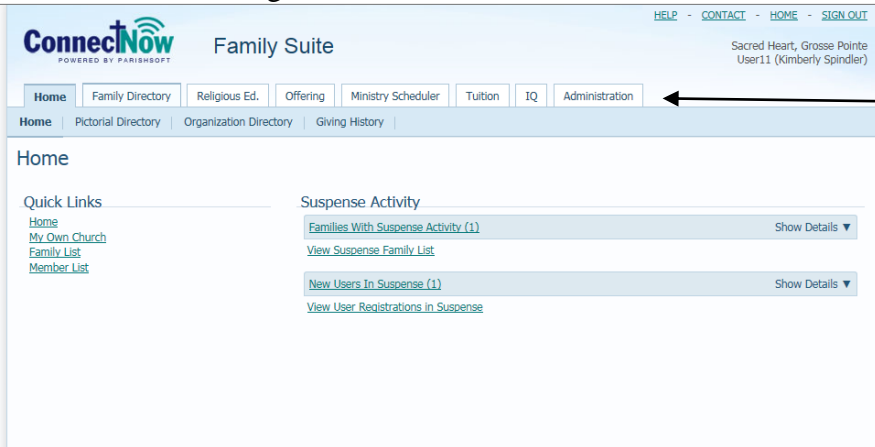 HELP - CONTACT - HOME - SIGN OUT
ConnectNow
POWERED BY PARISHSOFT
Family Suite
Sacred Heart, Grosse Pointe
User11 (Kimberly Spindler)
Home Family Directory Religious Ed. Offering Ministry Scheduler Tuition IQ Administration
Home | Pictorial Directory | Organization Directory | Giving History |
Home
Quick Links
Home
My Own Church
Family List
Member List
Suspense Activity
Families With Suspense Activity (1) Show Details ▼
View Suspense Family List
New Users In Suspense (1) Show Details ▼
View User Registrations in Suspense